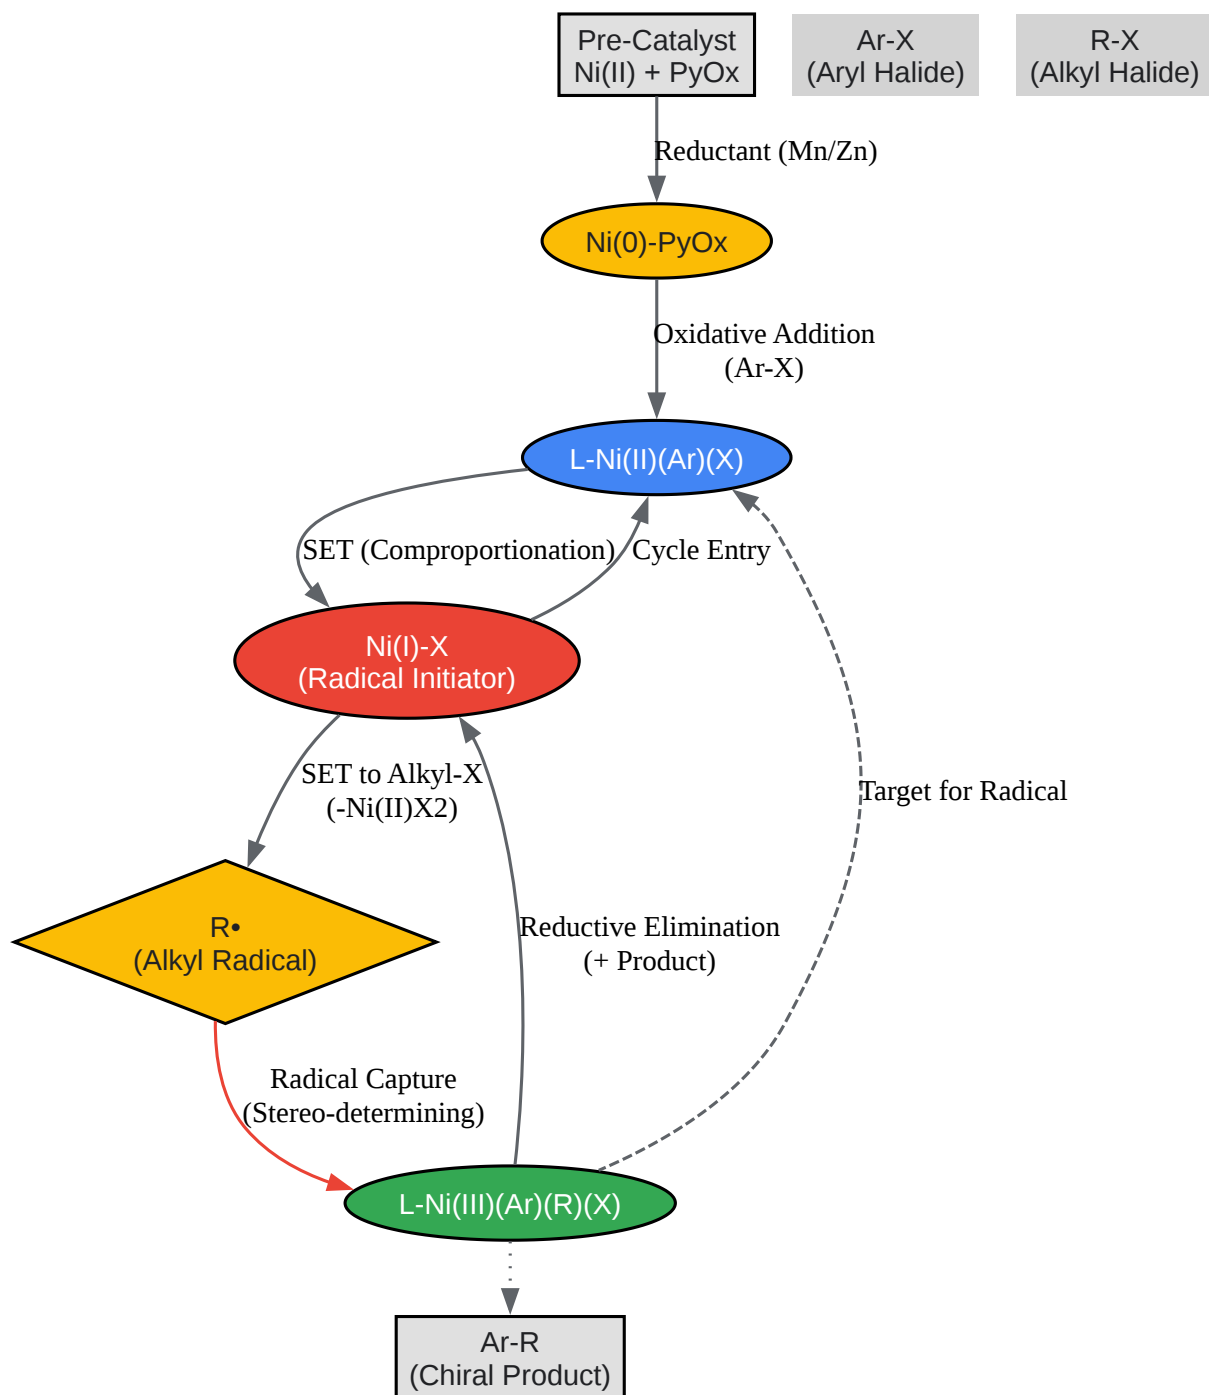 Pre-Catalyst
Ni(II) + PyOx
Ar-X
(Aryl Halide)
R-X
(Alkyl Halide)
Reductant (Mn/Zn)
Ni(0)-PyOx
Oxidative Addition
(Ar-X)
L-Ni(II)(Ar)(X)
SET (Comproportionation)
Cycle Entry
Ni(I)-X
(Radical Initiator)
SET to Alkyl-X
(-Ni(II)X2)
Target for Radical
R•
(Alkyl Radical)
Reductive Elimination
(+ Product)
Radical Capture
(Stereo-determining)
L-Ni(III)(Ar)(R)(X)
Ar-R
(Chiral Product)